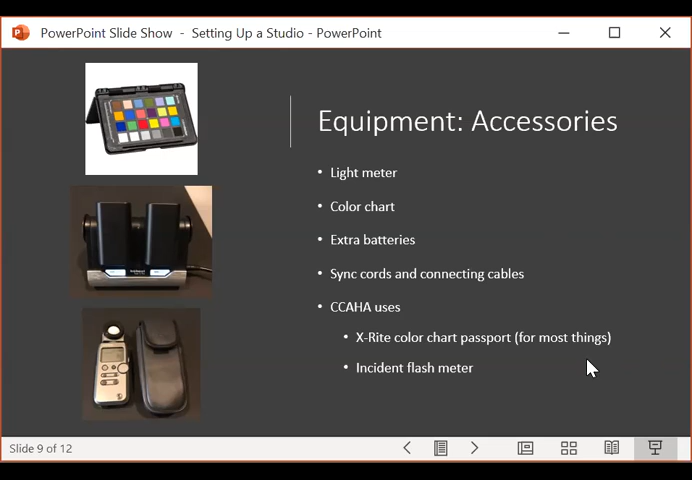 PowerPoint Slide Show - Setting Up a Studio - PowerPoint
Equipment: Accessories
• Light meter
• Color chart
• Extra batteries
• Sync cords and connecting cables
• CCAHA uses
• X-Rite color chart passport (for most things)
• Incident flash meter
Slide 9 of 12